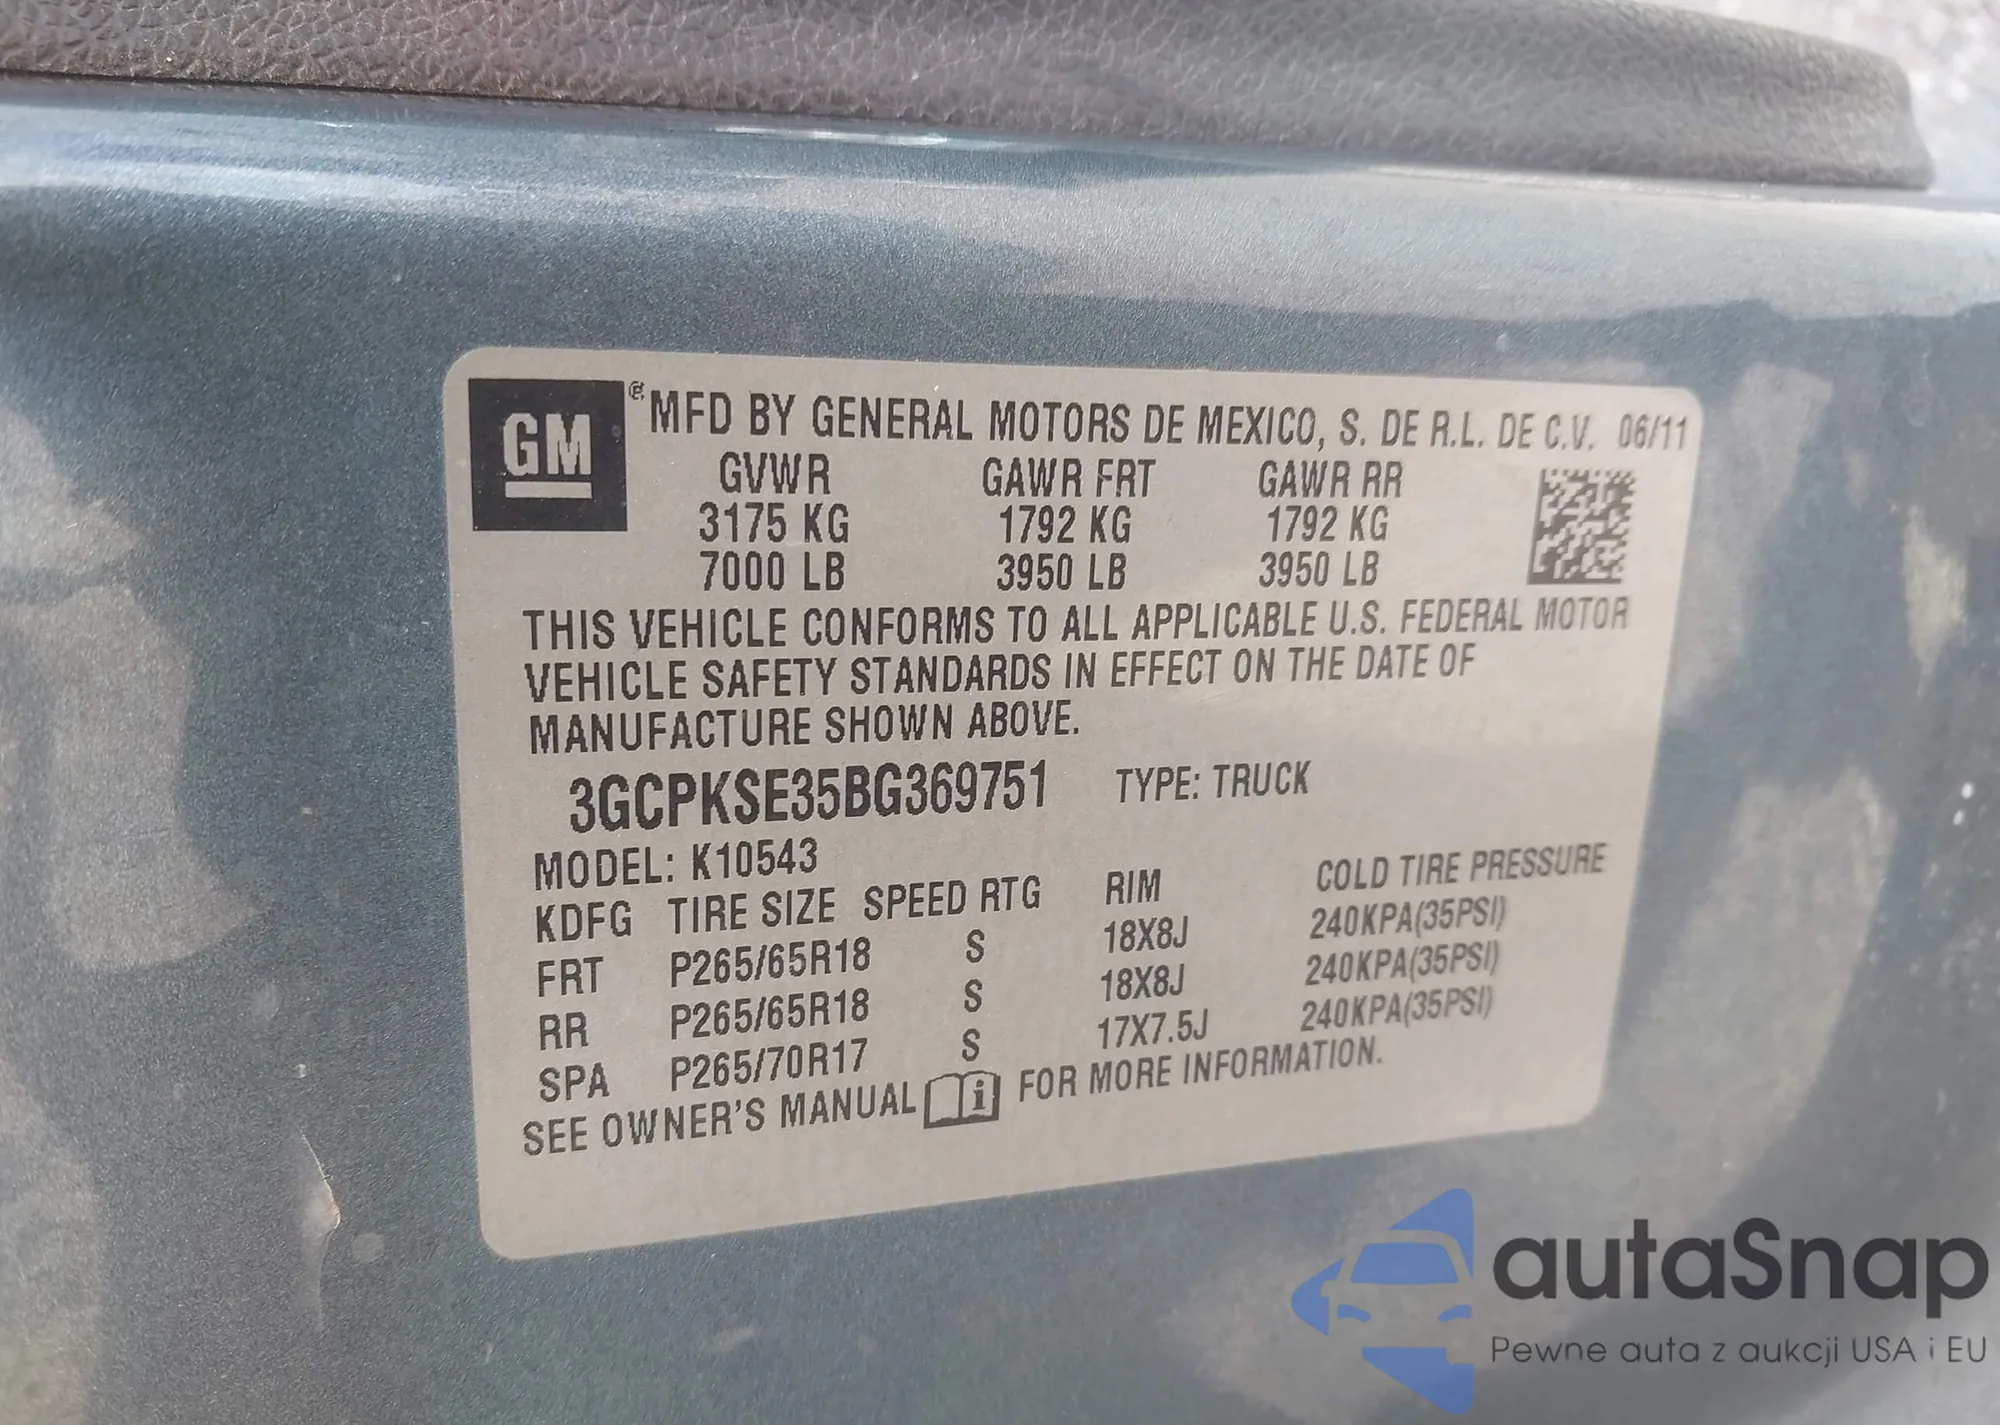 GM ® MFD BY GENERAL MOTORS DE MEXICO, S. DE R.L. DE C.V. 06/11
GVWR GAWR FRT GAWR RR
3175 KG 1792 KG 1792 KG
7000 LB 3950 LB 3950 LB
THIS VEHICLE CONFORMS TO ALL APPLICABLE U.S. FEDERAL MOTOR
VEHICLE SAFETY STANDARDS IN EFFECT ON THE DATE OF
MANUFACTURE SHOWN ABOVE.
3GCPKSE35BG369751 TYPE: TRUCK
MODEL: K10543
KDFG TIRE SIZE SPEED RTG RIM COLD TIRE PRESSURE
FRT P265/65R18 S 18X8J 240KPA(35PSI)
RR P265/65R18 S 18X8J 240KPA(35PSI)
SPA P265/70R17 S 17X7.5J 240KPA(35PSI)
SEE OWNER'S MANUAL i FOR MORE INFORMATION.
autaSnap
Pewne auta z aukcji USA i EU